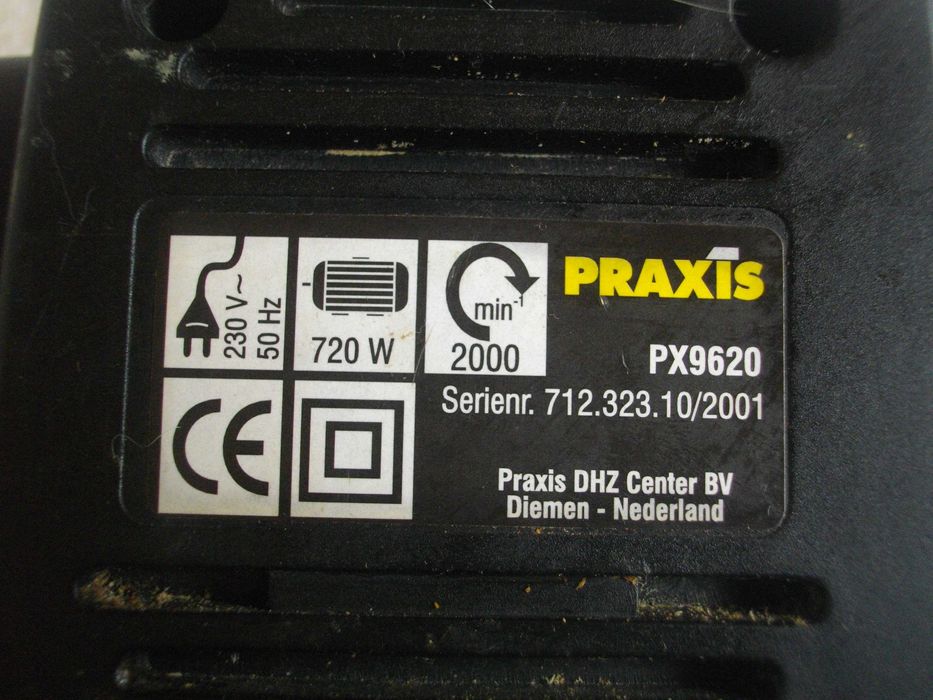 230 V~
50 Hz
720 W
min-1
2000
PRAXIS
PX9620
Serienr. 712.323.10/2001
CE
Praxis DHZ Center BV
Diemen - Nederland